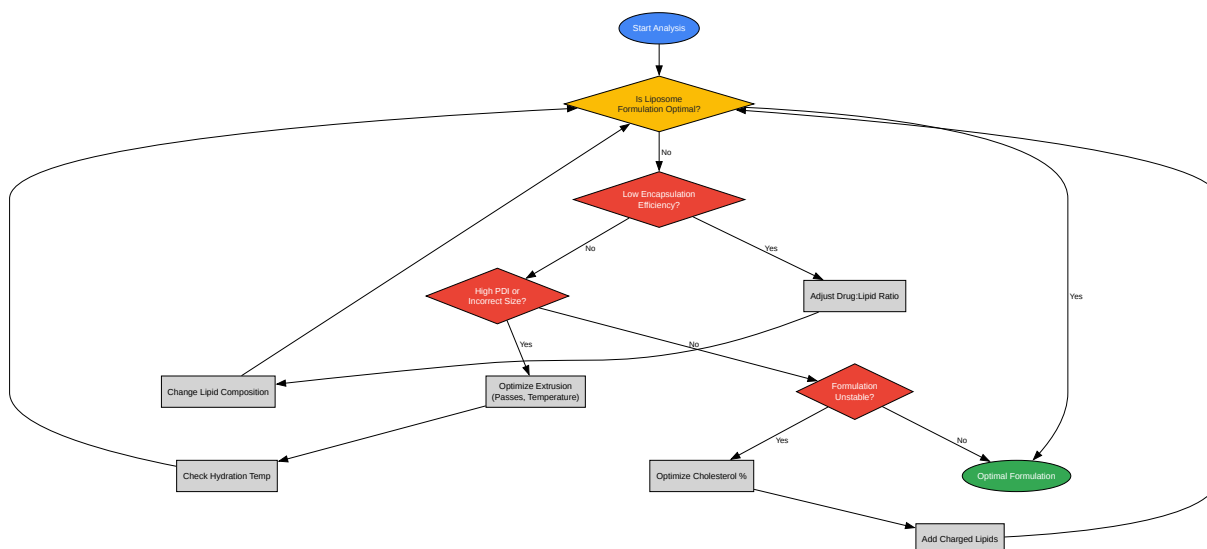 Start Analysis
Is Liposome
Formulation Optimal?
No
Low Encapsulation
Efficiency?
No
Yes
High PDI or
Incorrect Size?
Adjust Drug:Lipid Ratio
Yes
Yes
No
Change Lipid Composition
Optimize Extrusion
(Passes, Temperature)
Formulation
Unstable?
Yes
No
Check Hydration Temp
Optimize Cholesterol %
Optimal Formulation
Add Charged Lipids